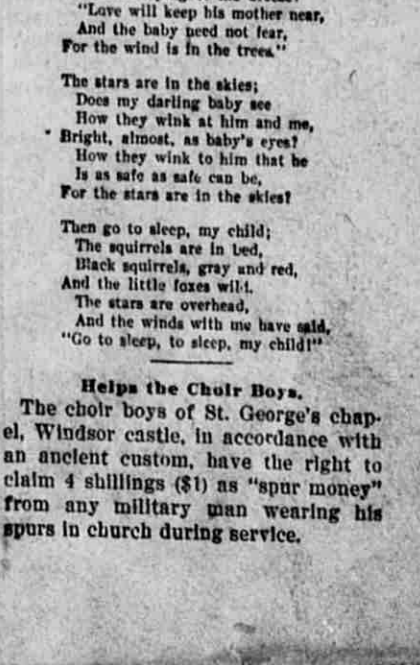 "Love will keep his mother near,
And the baby need not fear,
For the wind is in the trees."
The stars are in the skies;
Does my darling baby see
How they wink at him and me,
Bright, almost, as baby's eyes?
How they wink to him that he
Is as safe as safe can be,
For the stars are in the skies?
Then go to sleep, my child;
The squirrels are in bed,
Black squirrels, gray and red,
And the little foxes wild.
The stars are overhead,
And the winds with me have said,
"Go to sleep, to sleep, my child!"
Helps the Choir Boys.
The choir boys of St. George's chap-
el, Windsor castle, in accordance with
an ancient custom, have the right to
claim 4 shillings ($1) as "spur money"
from any military man wearing his
spurs in church during service.